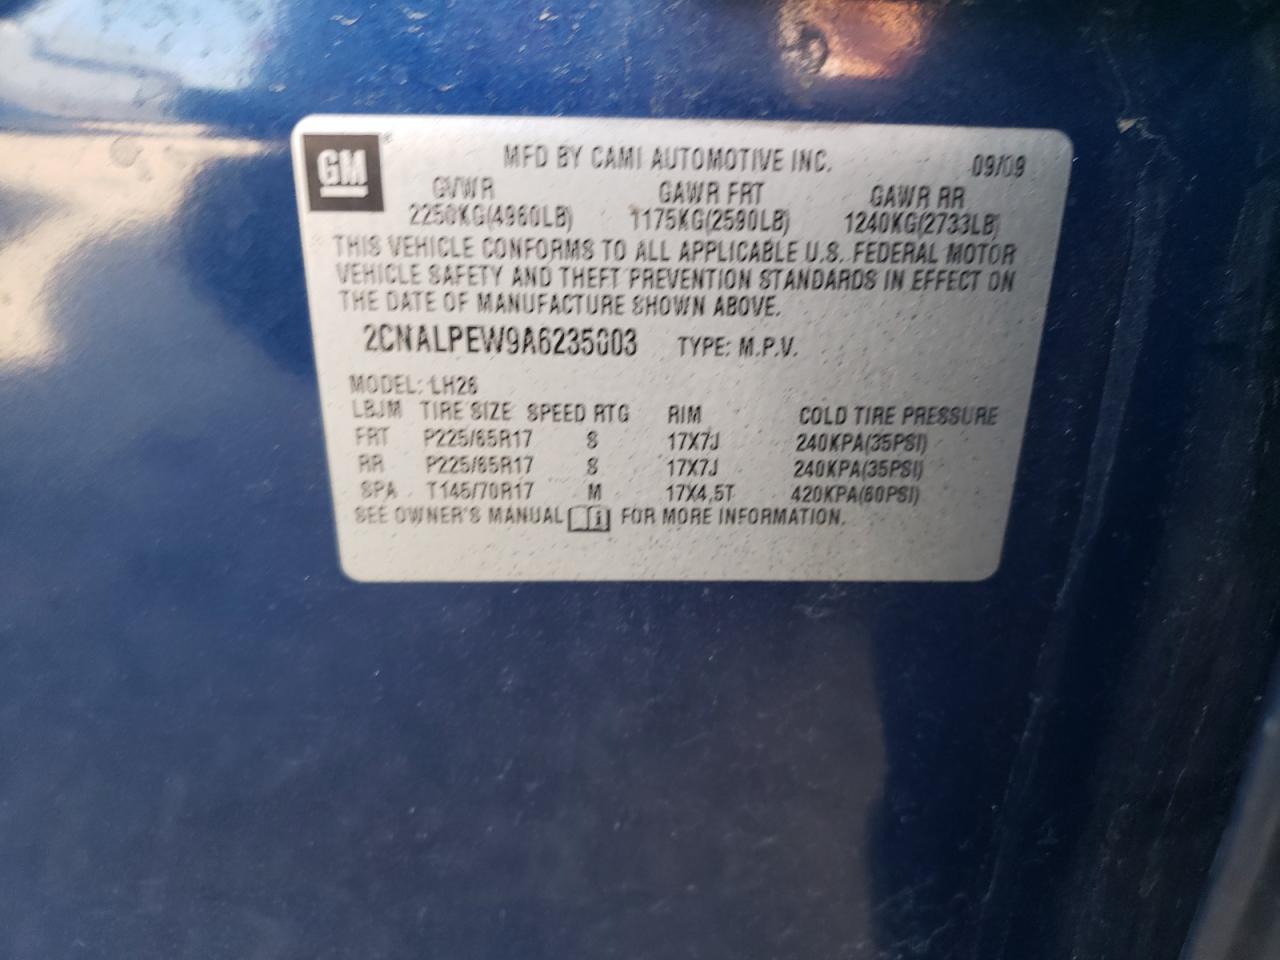 GM
MFD BY CAMI AUTOMOTIVE INC. 09/09
GVWR GAWR FRT GAWR RR
2250KG(4960LB) 1175KG(2590LB) 1240KG(2733LB)
THIS VEHICLE CONFORMS TO ALL APPLICABLE U.S. FEDERAL MOTOR
VEHICLE SAFETY AND THEFT PREVENTION STANDARDS IN EFFECT ON
THE DATE OF MANUFACTURE SHOWN ABOVE.
2CNALPEW9A6235003 TYPE: M.P.V.
MODEL: LH26
LBJM TIRE SIZE SPEED RTG RIM COLD TIRE PRESSURE
FRT P225/65R17 S 17X7J 240KPA(35PSI)
RR P225/65R17 S 17X7J 240KPA(35PSI)
SPA T145/70R17 M 17X4.5T 420KPA(60PSI)
SEE OWNER'S MANUAL FOR MORE INFORMATION.